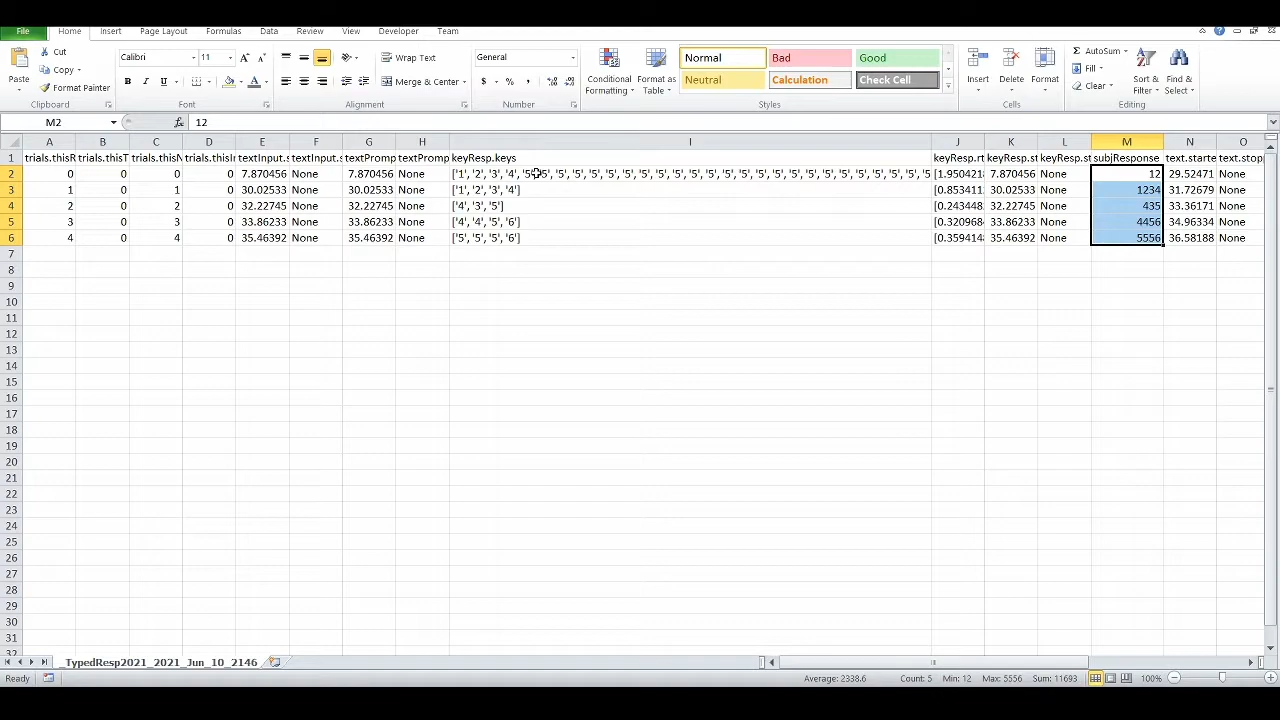 File Home Insert Page Layout Formulas Data Review View Developer Team
Cut Calibri 11 Wrap Text General Normal Bad Good AutoSum
Copy Fill
Paste Format Painter Merge & Center Conditional Formatting Format as Table Neutral Calculation Check Cell Insert Delete Format Clear Sort & Filter Find & Select
Clipboard Font Alignment Number Styles Cells Editing
M2 fx 12
A B C D E F G H I J K L M N O
1 trials.thisR trials.thisT trials.thisN trials.thisI textInput.s textInput.s textPromp textPromp keyResp.keys keyResp.rt keyResp.st keyResp.st subjResponse text.starte text.stop
2 0 0 0 0 7.870456 None 7.870456 None ['1', '2', '3', '4', '5 '5', '5', '5', '5', '5', '5', '5', '5', '5', '5', '5', '5', '5', '5', '5', '5', '5', '5', '5', '5', '5', '5', '5', '5 [1.9504218 7.870456 None 12 29.52471 None
3 1 0 1 0 30.02533 None 30.02533 None ['1', '2', '3', '4'] [0.853411 30.02533 None 1234 31.72679 None
4 2 0 2 0 32.22745 None 32.22745 None ['4', '3', '5'] [0.243448 32.22745 None 435 33.36171 None
5 3 0 3 0 33.86233 None 33.86233 None ['4', '4', '5', '6'] [0.320968 33.86233 None 4456 34.96334 None
6 4 0 4 0 35.46392 None 35.46392 None ['5', '5', '5', '6'] [0.359414 35.46392 None 5556 36.58188 None
7
8
9
10
11
12
13
14
15
16
17
18
19
20
21
22
23
24
25
26
27
28
29
30
31
32
_TypedResp2021_2021_Jun_10_2146
Ready Average: 2338.6 Count: 5 Min: 12 Max: 5556 Sum: 11693 100%